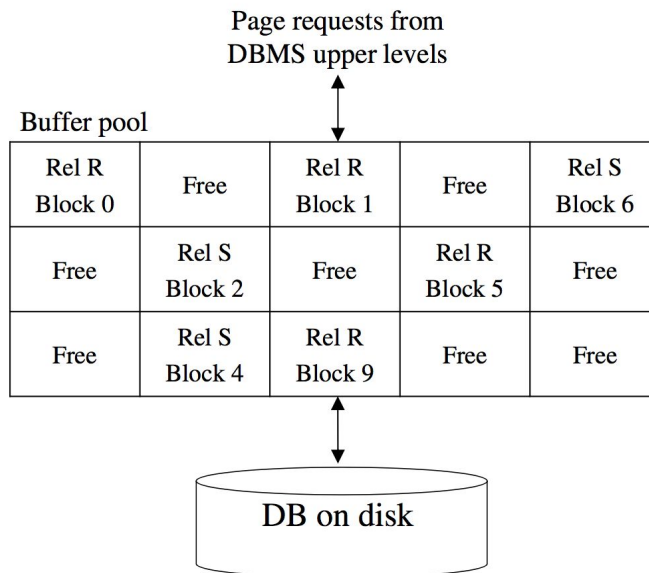 Page requests from
DBMS upper levels
Buffer pool
Rel R
Block 0
Free
Rel R
Block 1
Free
Rel S
Block 6
Free
Rel S
Block 2
Free
Rel R
Block 5
Free
Free
Rel S
Block 4
Rel R
Block 9
Free
Free
DB on disk